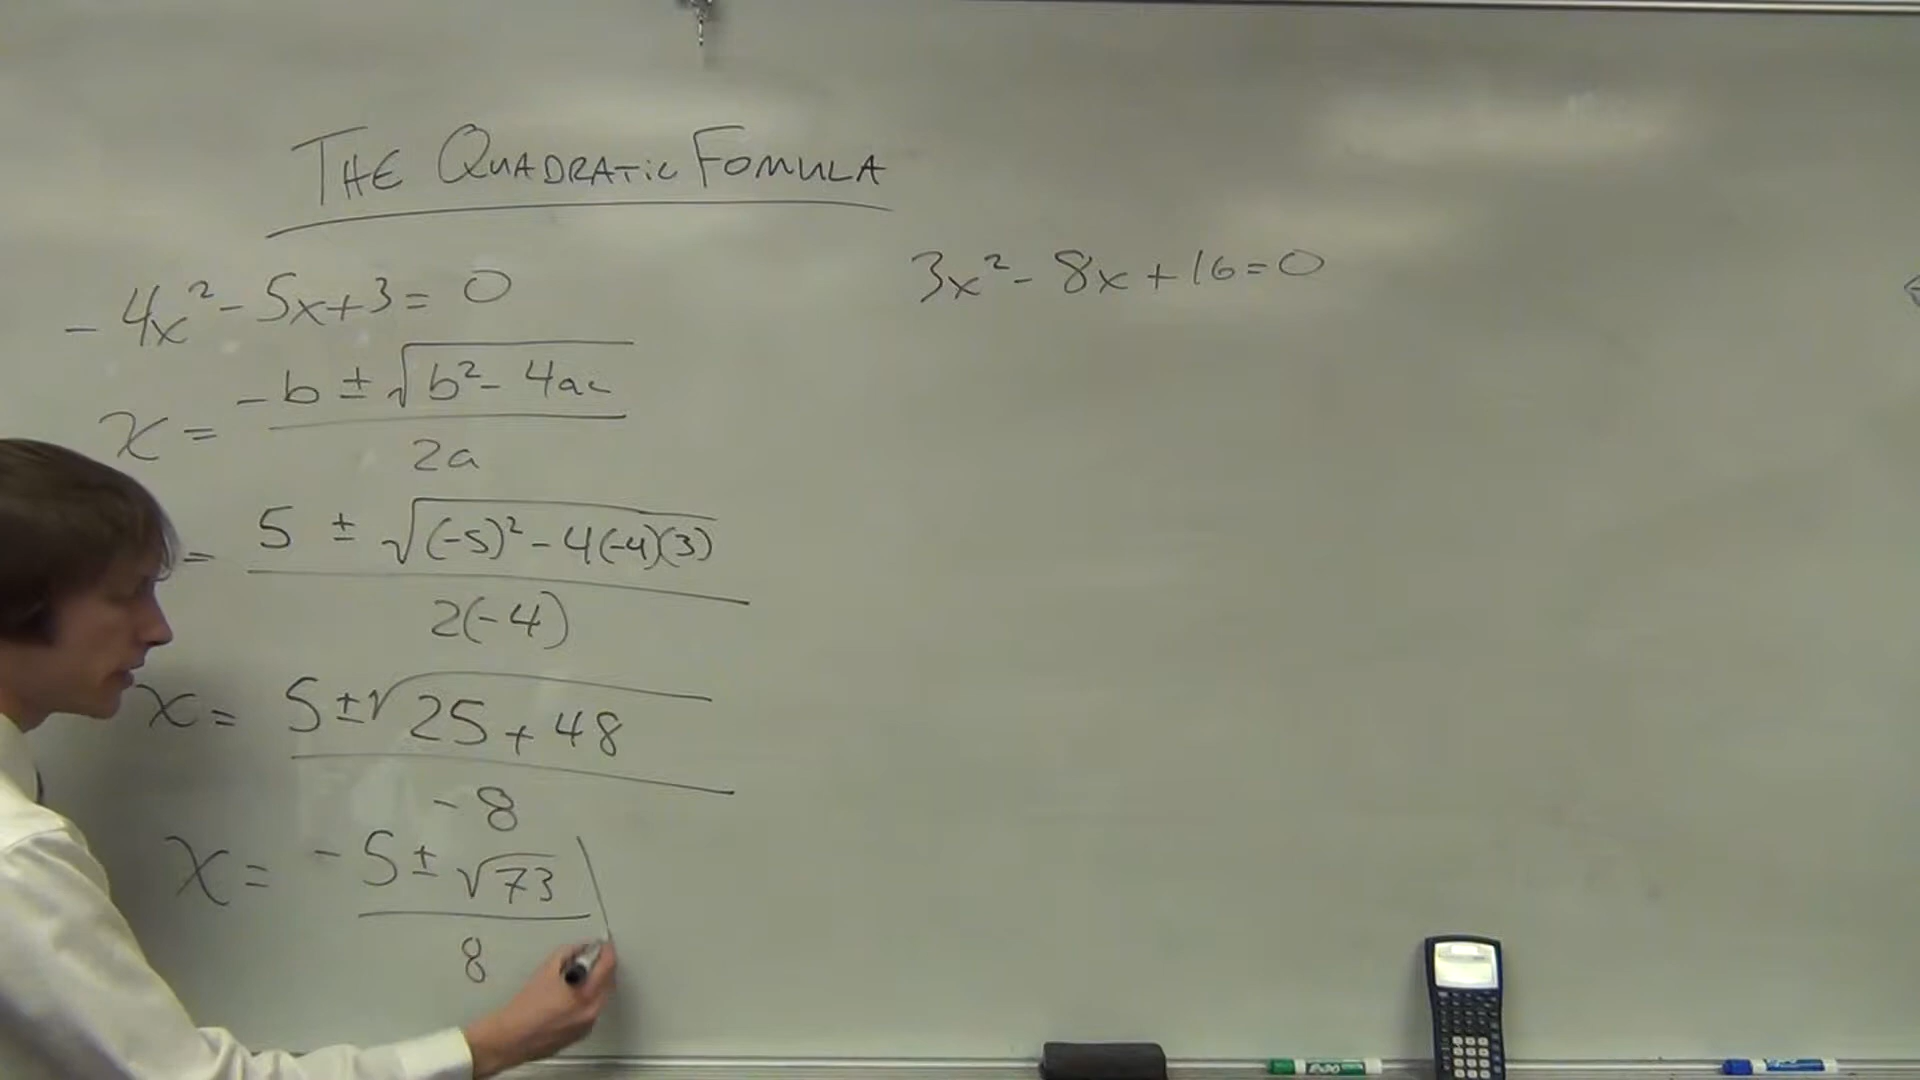 THE QUADRATIC FOMULA
-4x²-5x+3=0
x = -b ± √b²-4ac
2a
= 5 ± √(-5)²-4(-4)(3)
2(-4)
x = 5±√25+48
-8
x = -5±√73
8
3x²-8x+16=0